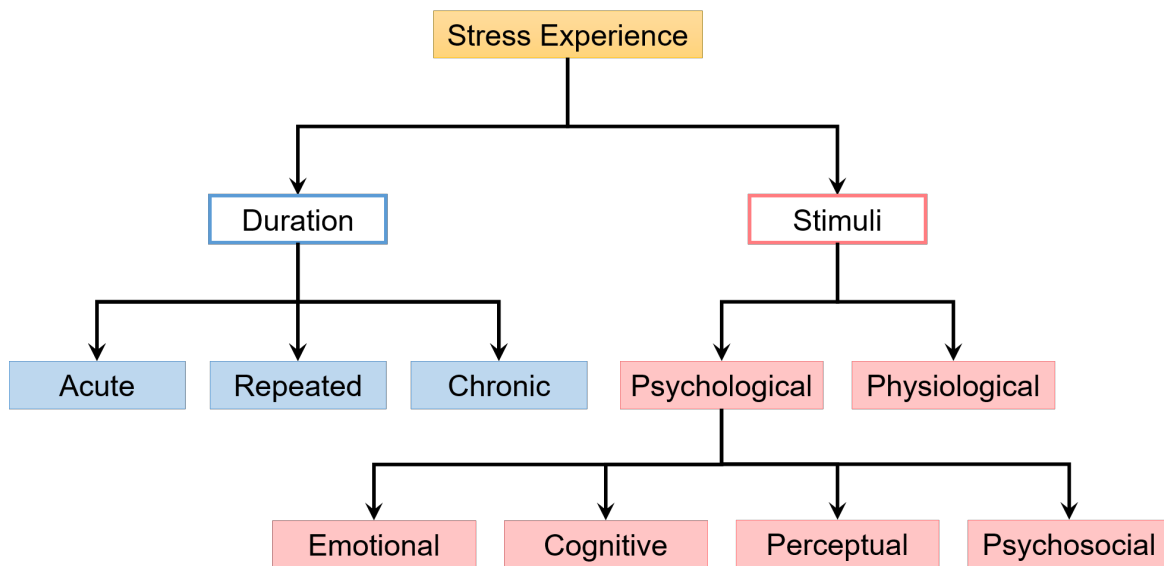 Stress Experience
Duration
Stimuli
Acute
Repeated
Chronic
Psychological
Physiological
Emotional
Cognitive
Perceptual
Psychosocial